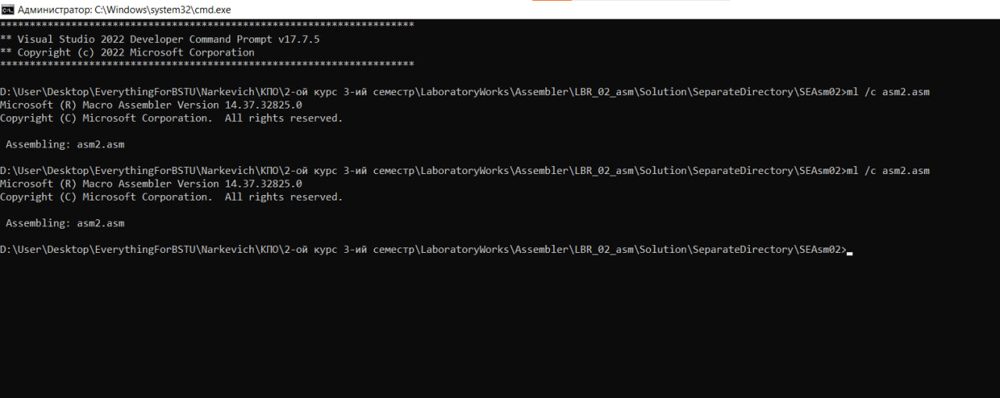 Администратор: C:\Windows\system32\cmd.exe
**********************************************************************
** Visual Studio 2022 Developer Command Prompt v17.7.5
** Copyright (c) 2022 Microsoft Corporation
**********************************************************************
D:\User\Desktop\EverythingForBSTU\Narkevich\КПО\2-ой курс 3-ий семестр\LaboratoryWorks\Assembler\LBR_02_asm\Solution\SeparateDirectory\SEAsm02>ml /c asm2.asm
Microsoft (R) Macro Assembler Version 14.37.32825.0
Copyright (C) Microsoft Corporation.  All rights reserved.
 Assembling: asm2.asm
D:\User\Desktop\EverythingForBSTU\Narkevich\КПО\2-ой курс 3-ий семестр\LaboratoryWorks\Assembler\LBR_02_asm\Solution\SeparateDirectory\SEAsm02>ml /c asm2.asm
Microsoft (R) Macro Assembler Version 14.37.32825.0
Copyright (C) Microsoft Corporation.  All rights reserved.
 Assembling: asm2.asm
D:\User\Desktop\EverythingForBSTU\Narkevich\КПО\2-ой курс 3-ий семестр\LaboratoryWorks\Assembler\LBR_02_asm\Solution\SeparateDirectory\SEAsm02>